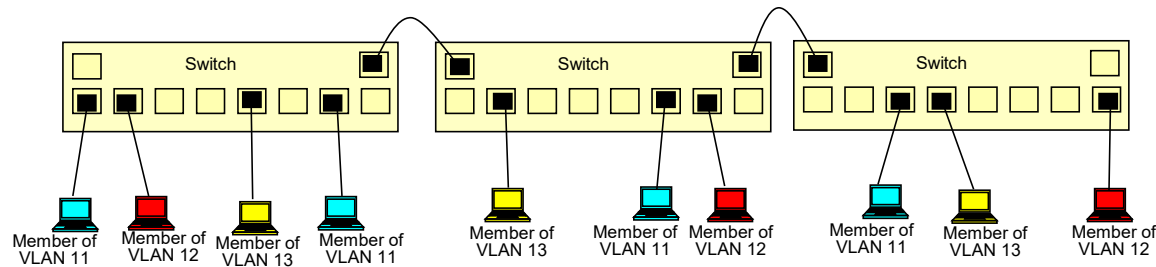 Switch
Switch
Switch
Member of
VLAN 11
Member of
VLAN 12
Member of
VLAN 13
Member of
VLAN 11
Member of
VLAN 13
Member of
VLAN 11
Member of
VLAN 12
Member of
VLAN 11
Member of
VLAN 13
Member of
VLAN 12